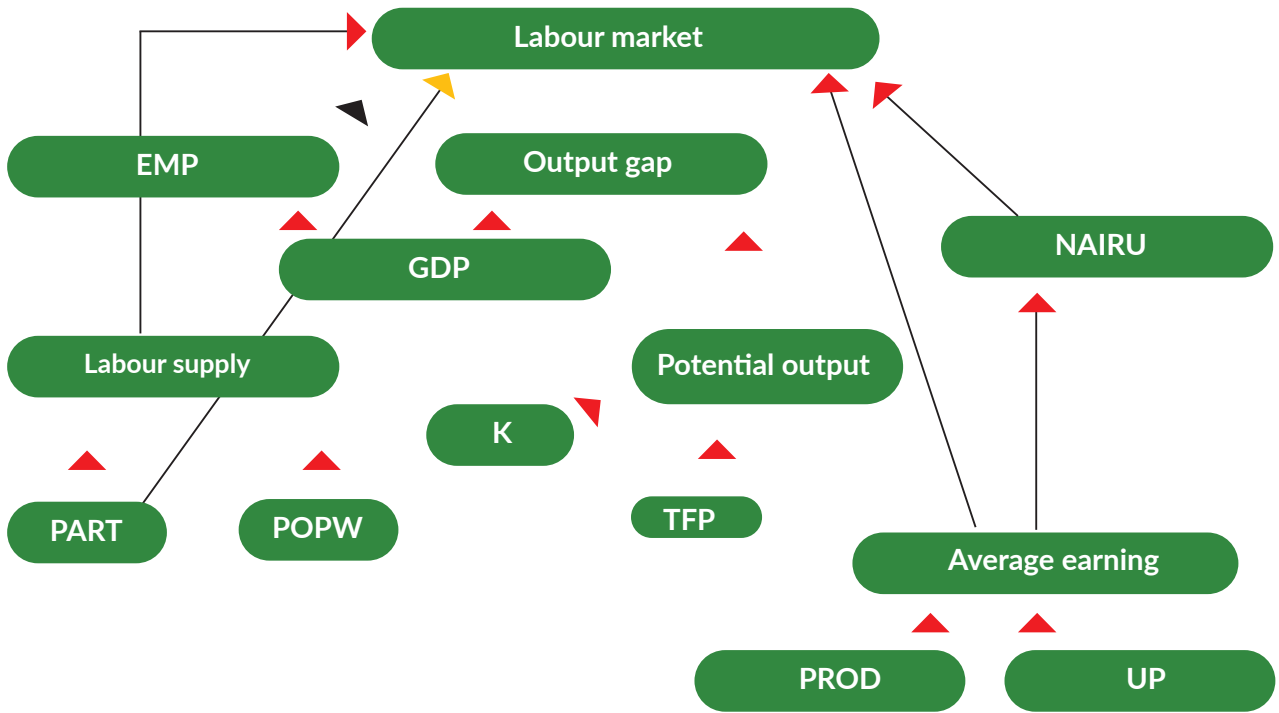 Labour market
EMP
Output gap
NAIRU
GDP
Labour supply
Potential output
K
PART
POPW
TFP
Average earning
PROD
UP